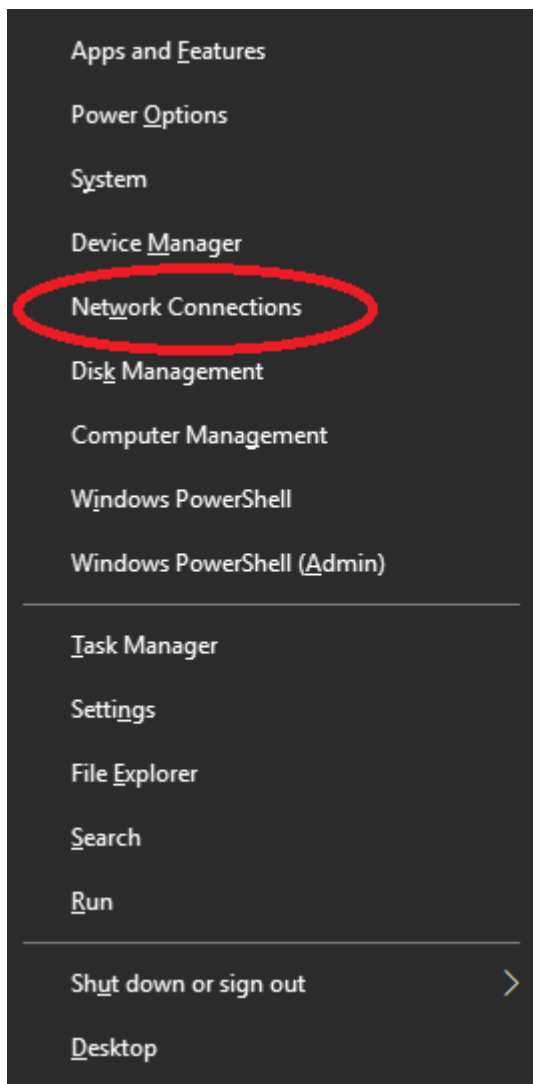 Apps and Features
Power Options
System
Device Manager
Network Connections
Disk Management
Computer Management
Windows PowerShell
Windows PowerShell (Admin)
Task Manager
Settings
File Explorer
Search
Run
Shut down or sign out
Desktop